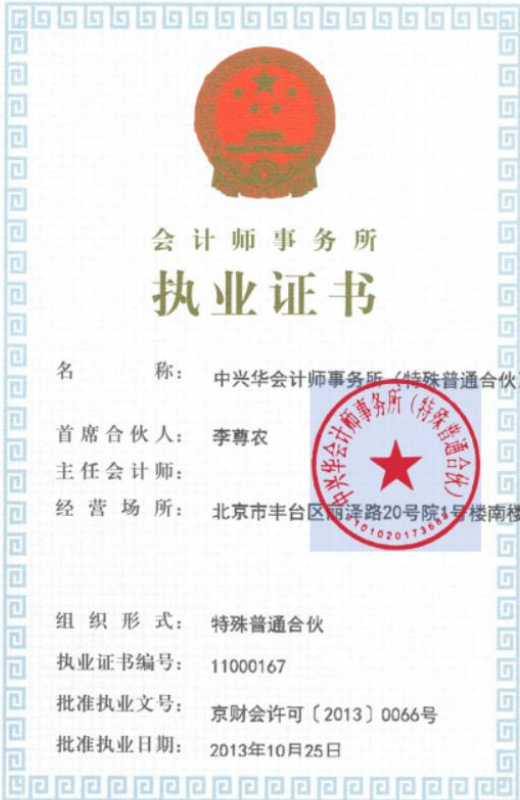 会计师事务所
执业证书
名 称： 中兴华会计师事务所（特殊普通合伙）
首席合伙人： 李尊农
主任会计师：
经营场所： 北京市丰台区丽泽路20号院1号楼南楼
中兴华会计师事务所（特殊普通合伙）
组织形式： 特殊普通合伙
执业证书编号： 11000167
批准执业文号： 京财会许可〔2013〕0066号
批准执业日期： 2013年10月25日